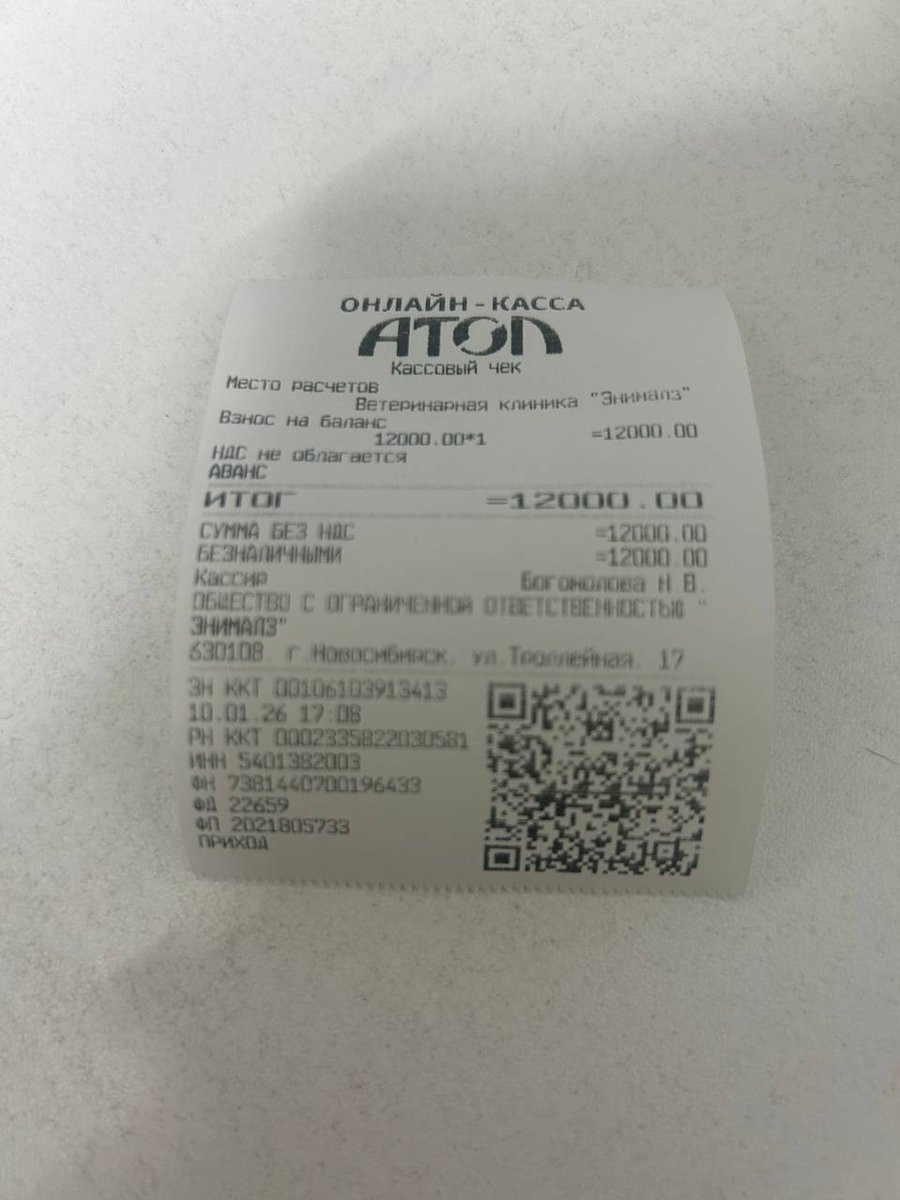 ОНЛАЙН-КАССА
АТОЛ
Кассовый чек
Место расчетов
Ветеринарная клиника "Энималз"
Взнос на баланс
12000.00*1 =12000.00
НДС не облагается
АВАНС
ИТОГ =12000.00
СУММА БЕЗ НДС =12000.00
БЕЗНАЛИЧНЫМИ =12000.00
Кассир Богомолова Н.В.
ОБЩЕСТВО С ОГРАНИЧЕННОЙ ОТВЕТСТВЕННОСТЬЮ "
ЭНИМАЛЗ"
630108, г.Новосибирск, ул.Троллейная, 17
ЗН ККТ 00106103913413
10.01.26 17:08
РН ККТ 0002335822030581
ИНН 5401382003
ФН 7381440700196433
ФД 22659
ФП 2021805733
ПРИХОД